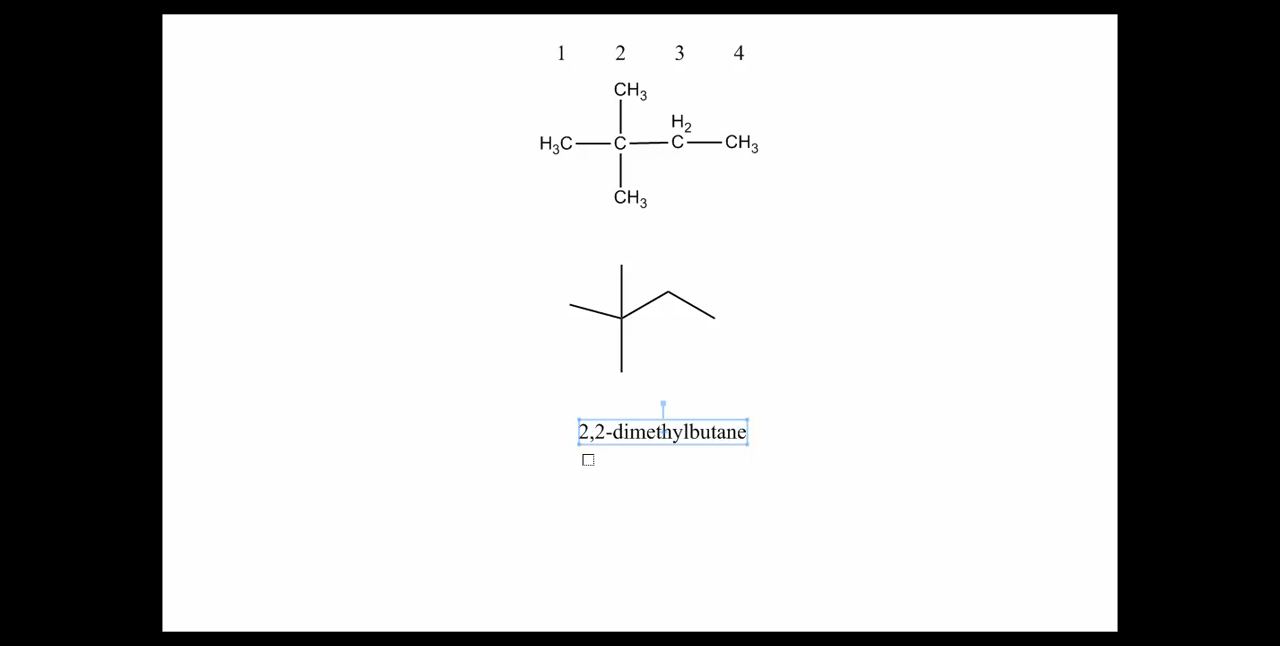 1 2 3 4
CH₃
H₂
H₃C C C CH₃
CH₃
2,2-dimethylbutane